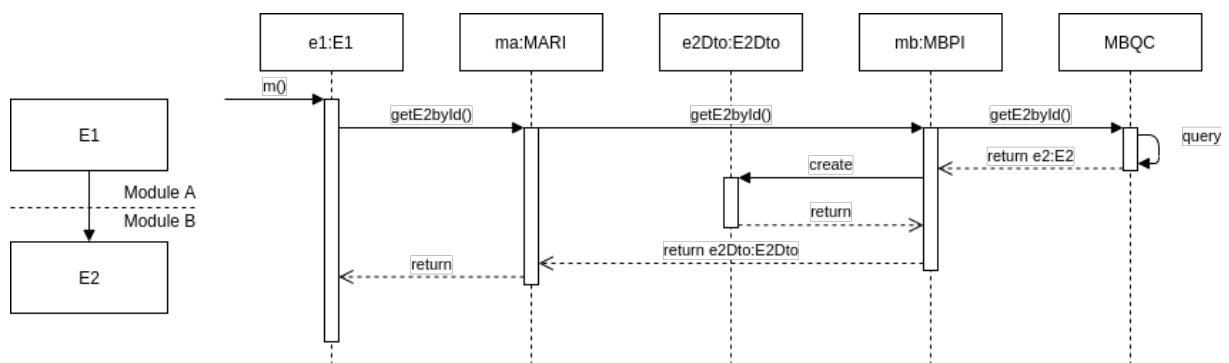 e1:E1
ma:MARI
e2Dto:E2Dto
mb:MBPI
MBQC
m()
E1
getE2byId()
getE2byId()
getE2byId()
query
return e2:E2
create
Module A
Module B
return
return e2Dto:E2Dto
return
E2